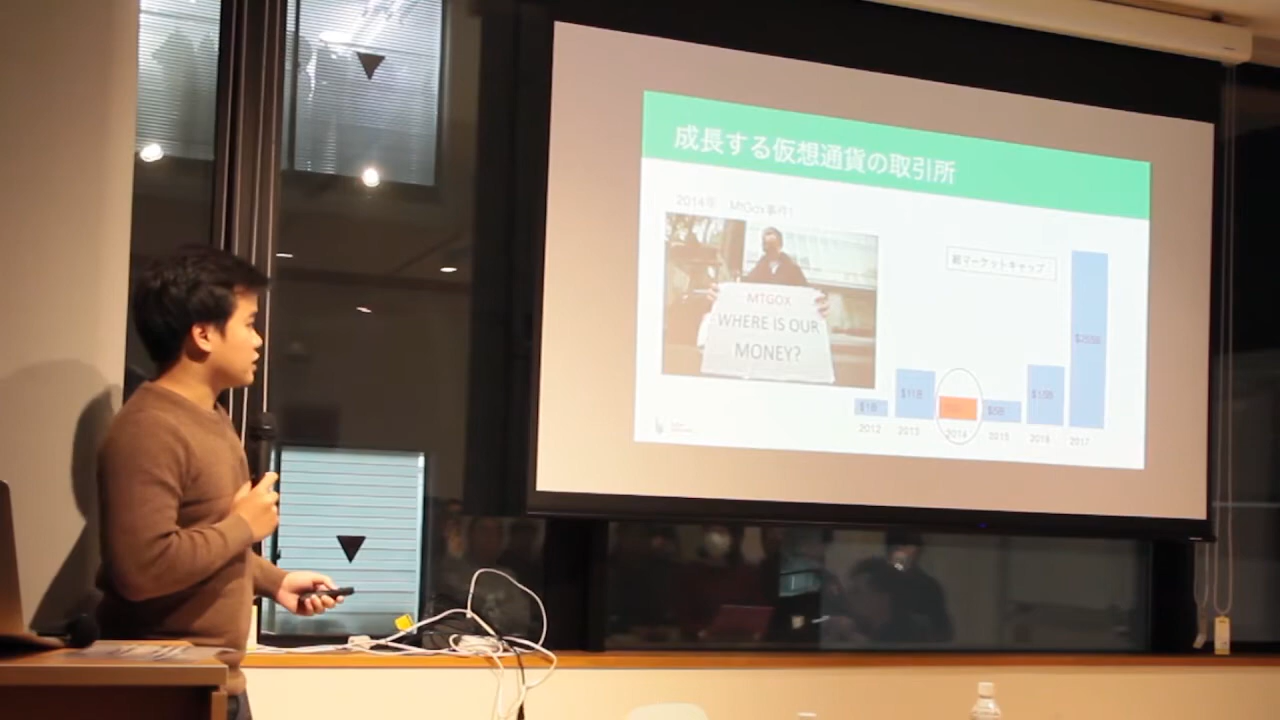 成長する仮想通貨の取引所
2014年 MtGox事件!
MTGOX
WHERE IS OUR
MONEY?
総マーケットキャップ：
$1B
$11B
$5B
$15B
2012
2013
2014
2015
2016
2017